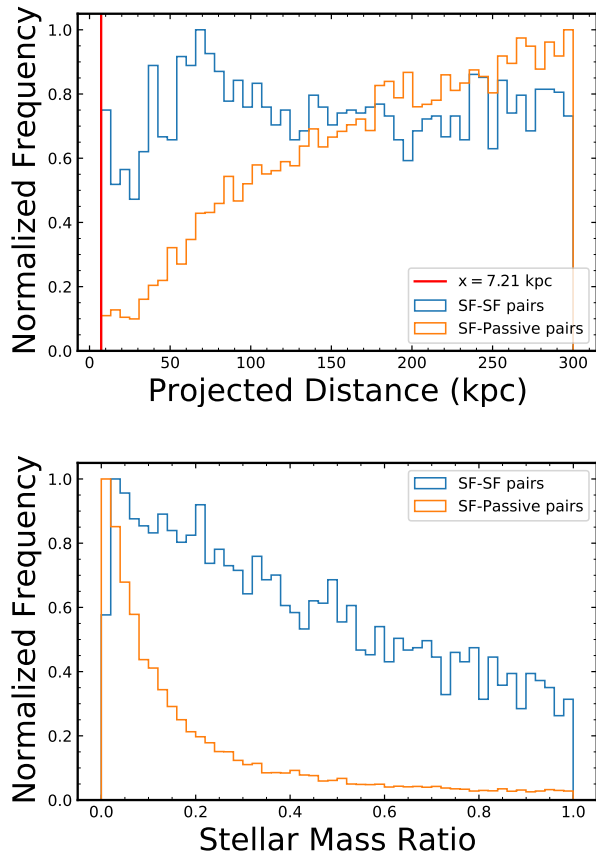 Normalized Frequency
1.0
0.8
0.6
0.4
0.2
0.0
x = 7.21 kpc
SF-SF pairs
SF-Passive pairs
0 50 100 150 200 250 300
Projected Distance (kpc)
Normalized Frequency
1.0
0.8
0.6
0.4
0.2
0.0
SF-SF pairs
SF-Passive pairs
0.0 0.2 0.4 0.6 0.8 1.0
Stellar Mass Ratio